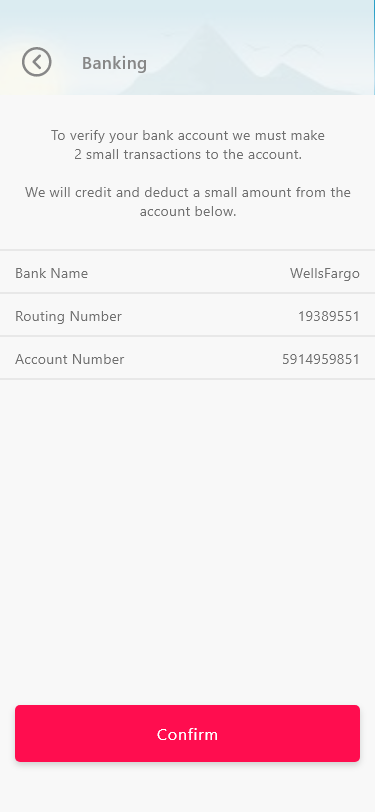 Banking
To verify your bank account we must make
2 small transactions to the account.
We will credit and deduct a small amount from the
account below.
Bank Name WellsFargo
Routing Number 19389551
Account Number 5914959851
Confirm